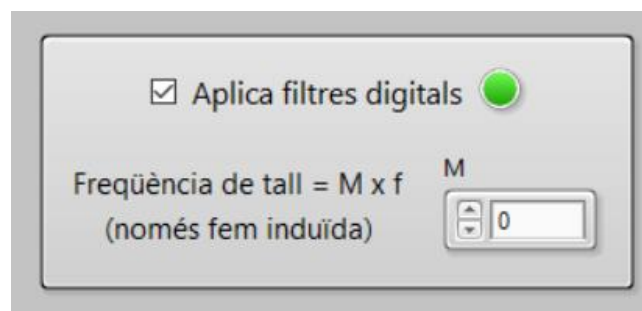 Aplica filtres digitals
M
Freqüència de tall = M x f
(només fem induïda)
0